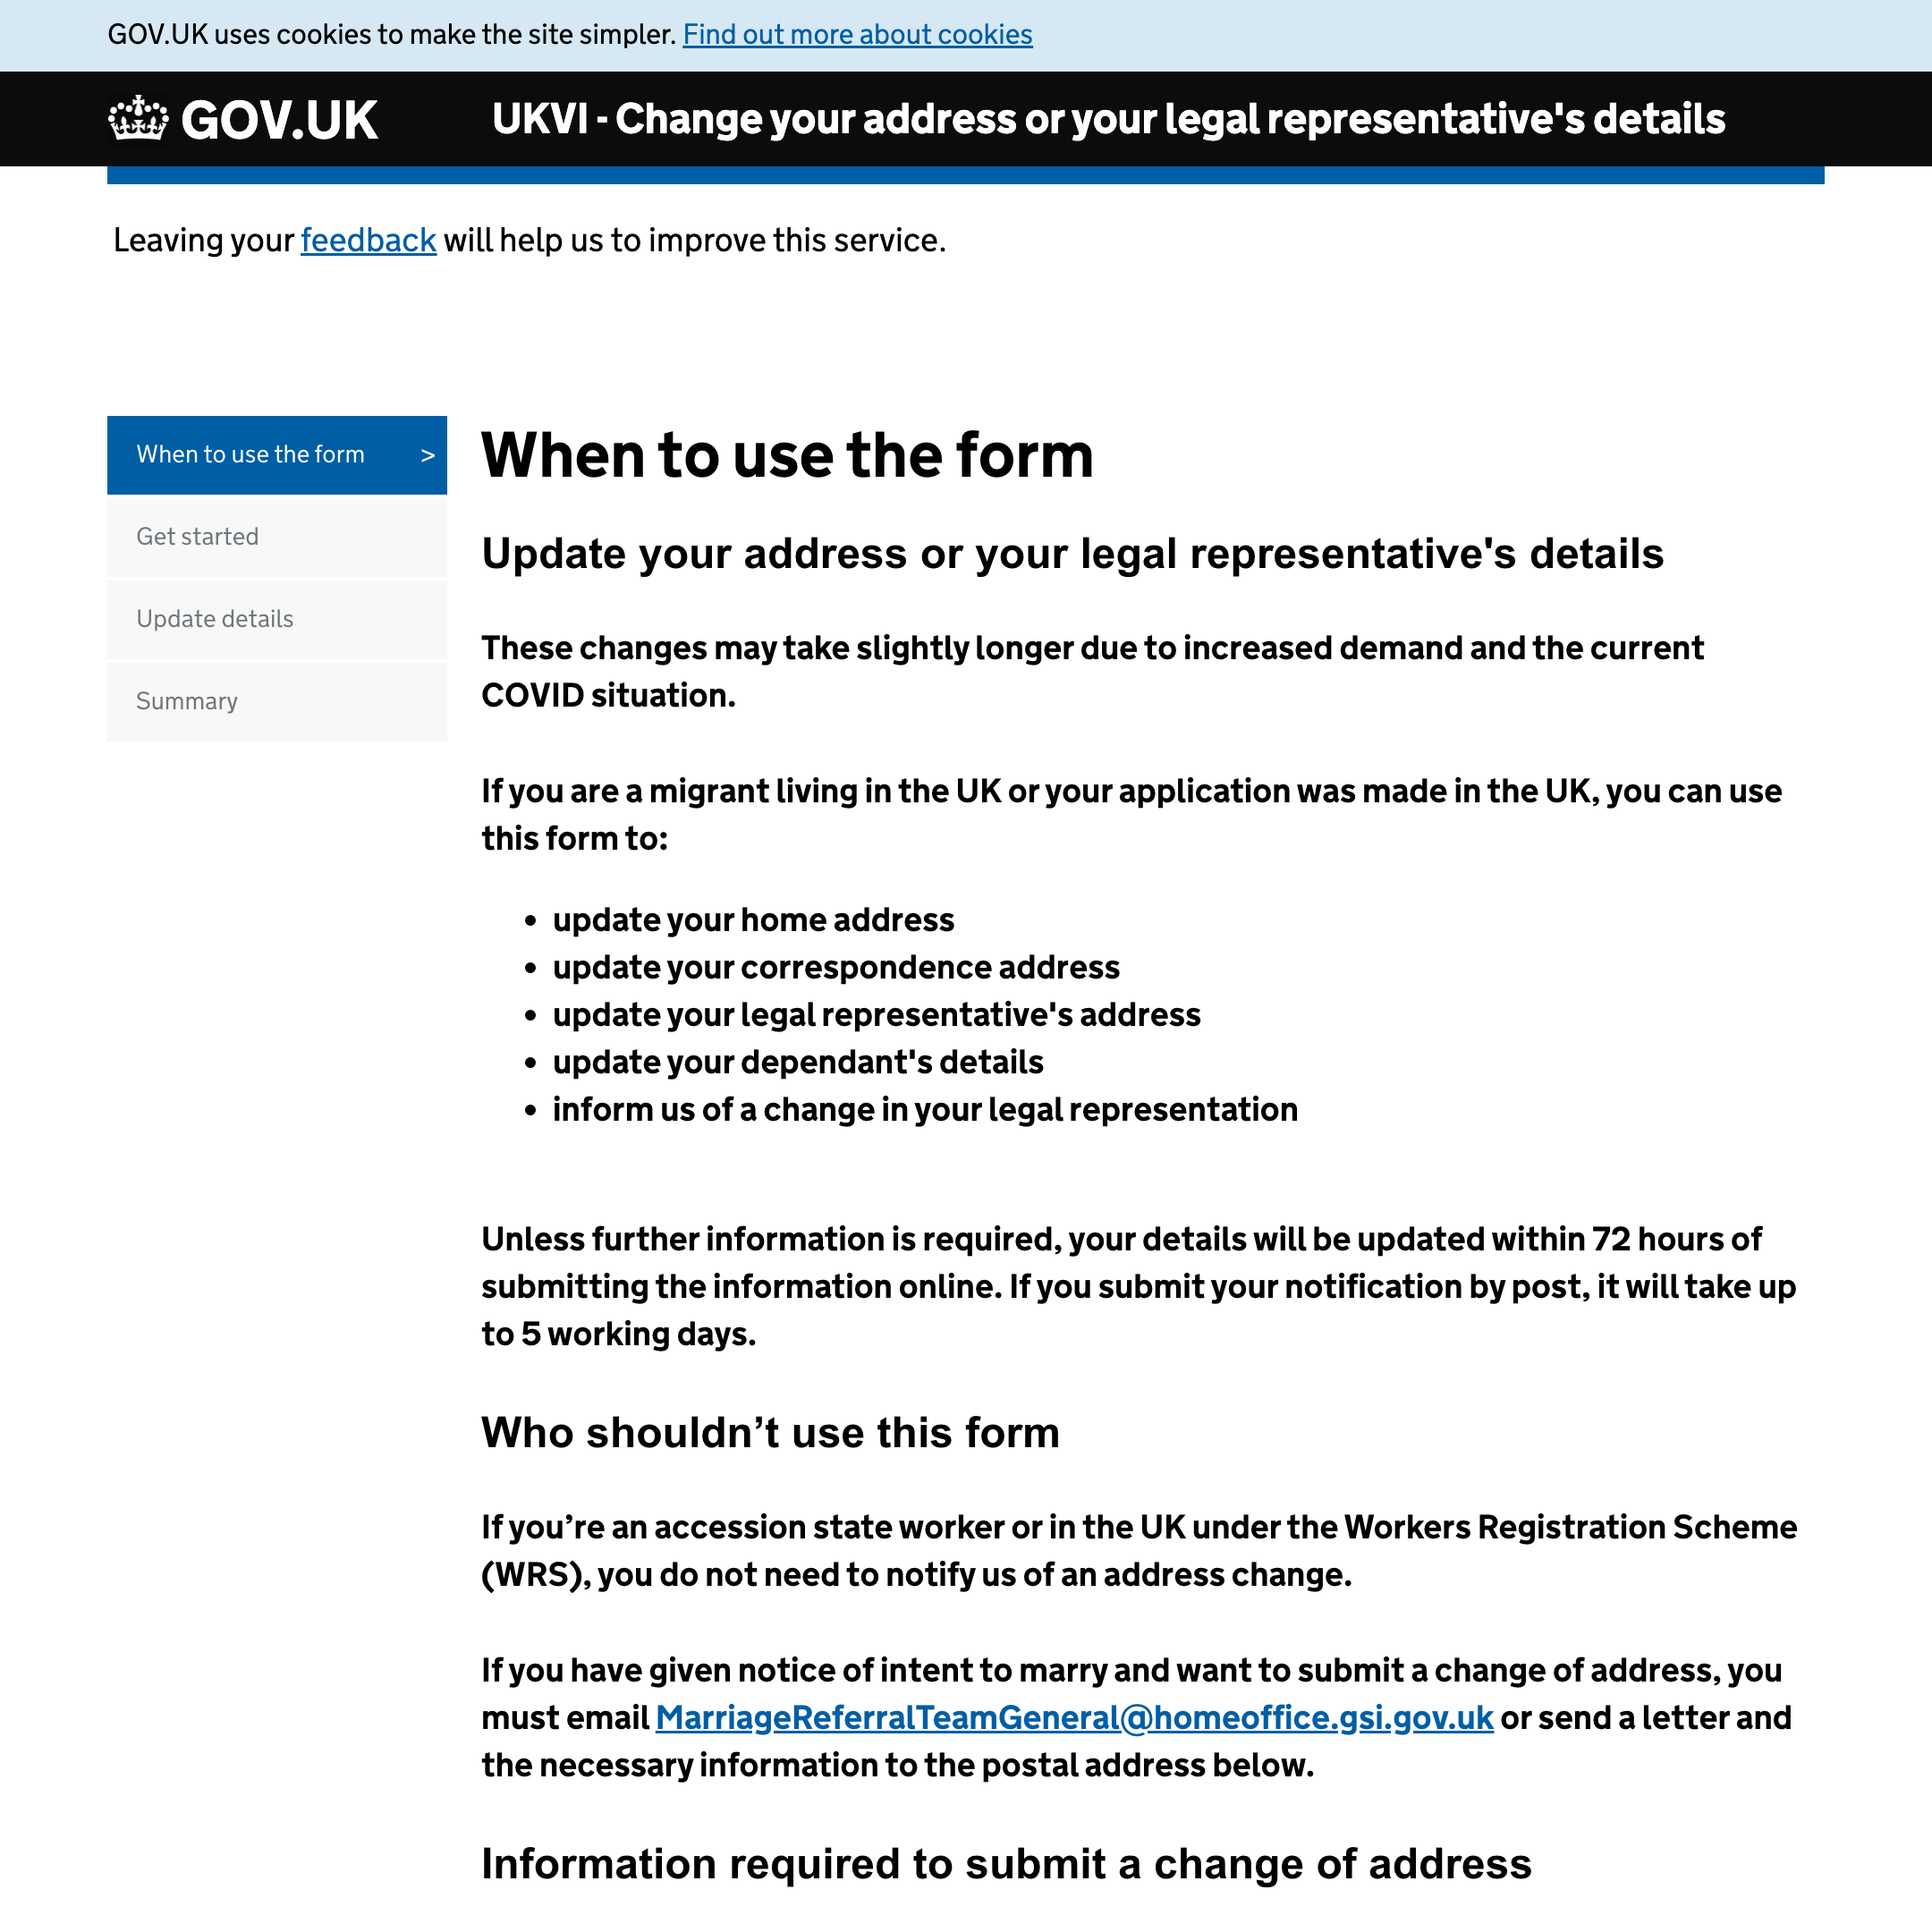 GOV.UK uses cookies to make the site simpler. Find out more about cookies
GOV.UK
UKVI - Change your address or your legal representative's details
Leaving your feedback will help us to improve this service.
When to use the form >
Get started
Update details
Summary
When to use the form
Update your address or your legal representative's details
These changes may take slightly longer due to increased demand and the current
COVID situation.
If you are a migrant living in the UK or your application was made in the UK, you can use
this form to:
• update your home address
• update your correspondence address
• update your legal representative's address
• update your dependant's details
• inform us of a change in your legal representation
Unless further information is required, your details will be updated within 72 hours of
submitting the information online. If you submit your notification by post, it will take up
to 5 working days.
Who shouldn’t use this form
If you’re an accession state worker or in the UK under the Workers Registration Scheme
(WRS), you do not need to notify us of an address change.
If you have given notice of intent to marry and want to submit a change of address, you
must email MarriageReferralTeamGeneral@homeoffice.gsi.gov.uk or send a letter and
the necessary information to the postal address below.
Information required to submit a change of address